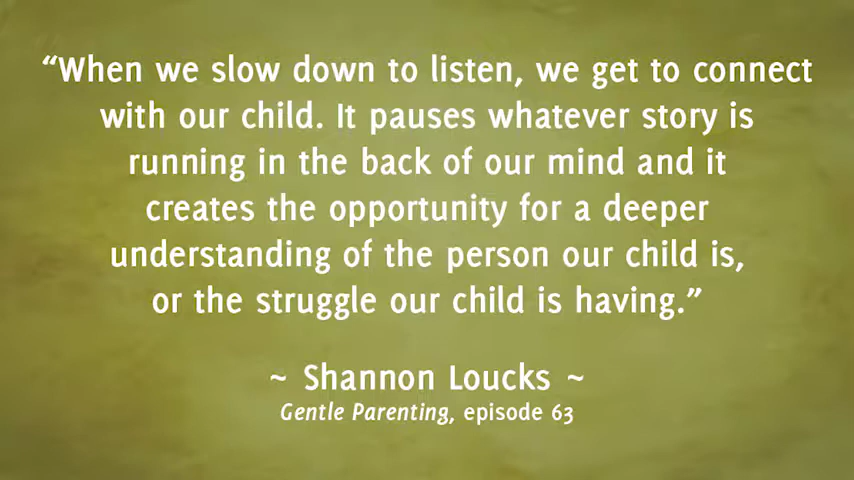 “When we slow down to listen, we get to connect
with our child. It pauses whatever story is
running in the back of our mind and it
creates the opportunity for a deeper
understanding of the person our child is,
or the struggle our child is having.”
~ Shannon Loucks ~
Gentle Parenting, episode 63